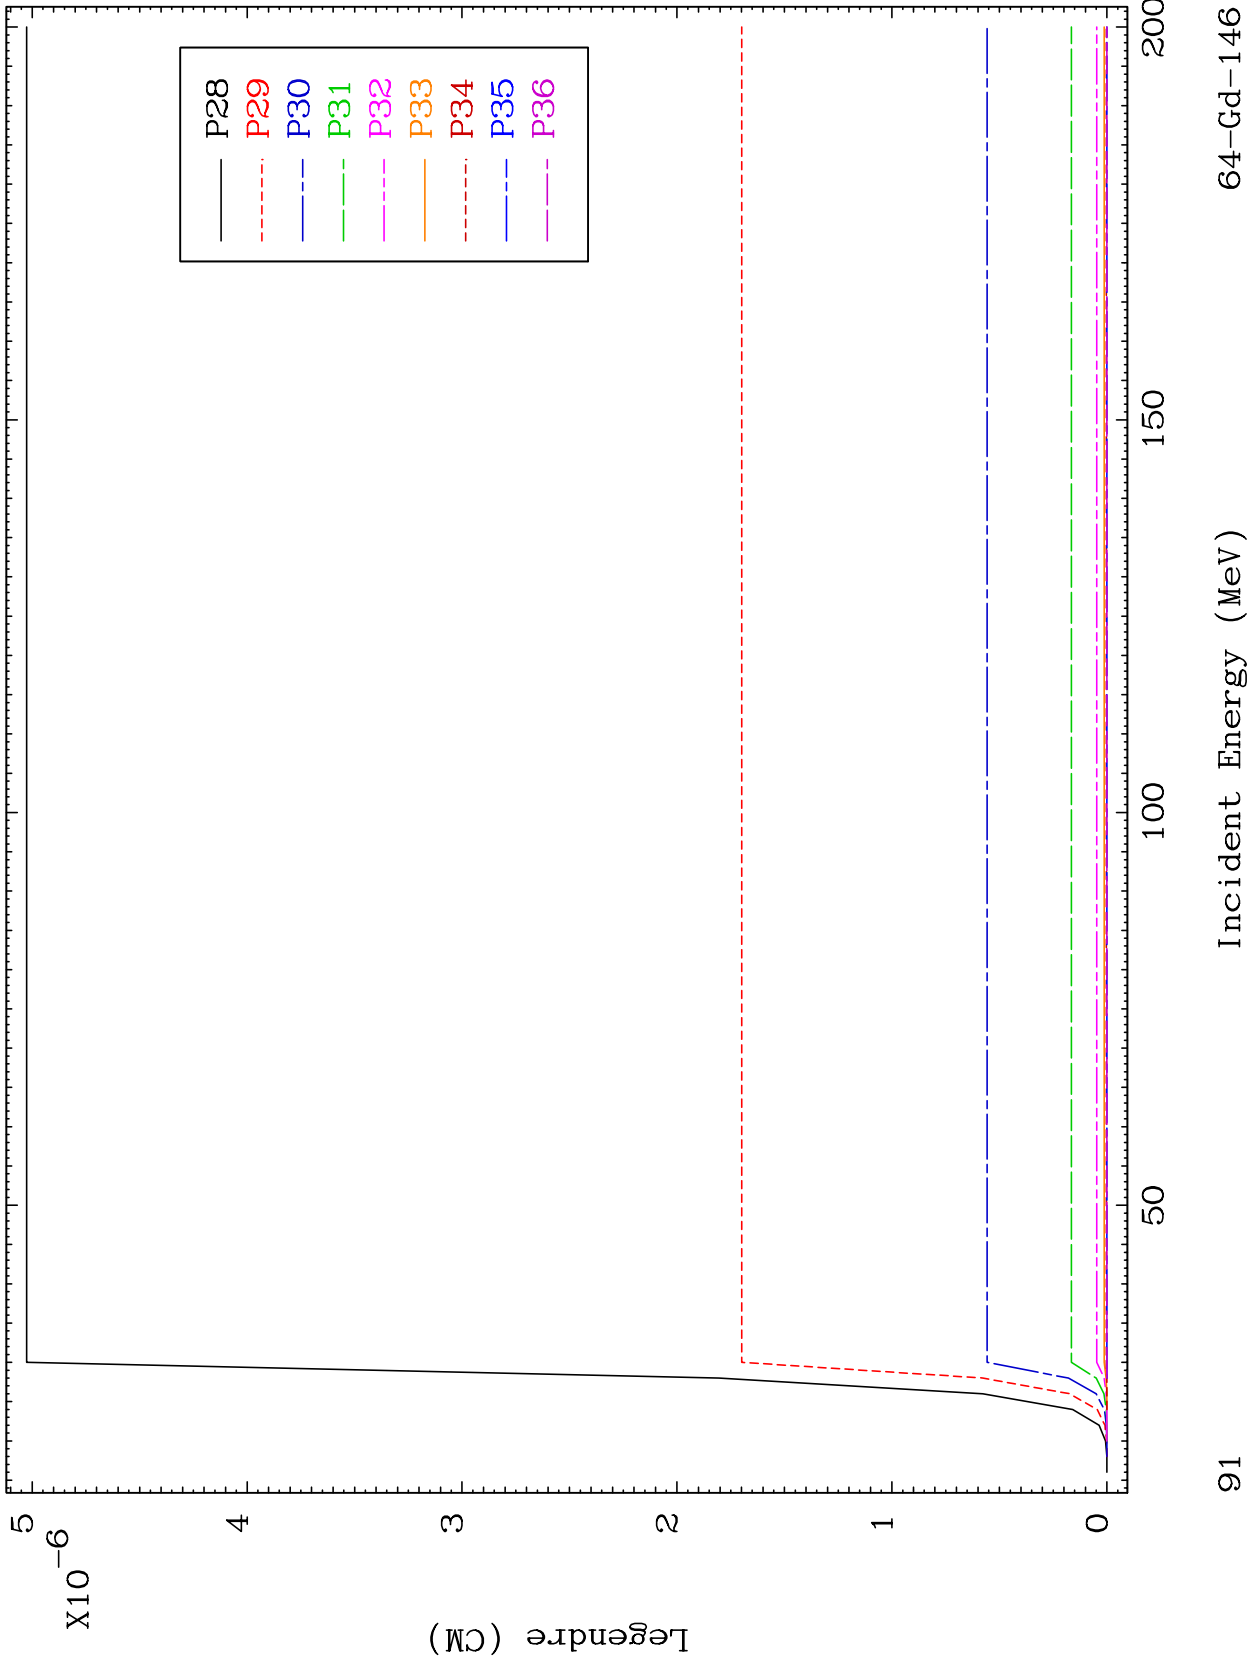 P28
P29
P30
P31
P32
P33
P34
P35
P36
5
4
3
2
1
0
X10-6
Legendre (CM)
50
100
150
200
Incident Energy (MeV)
91
64-Gd-146